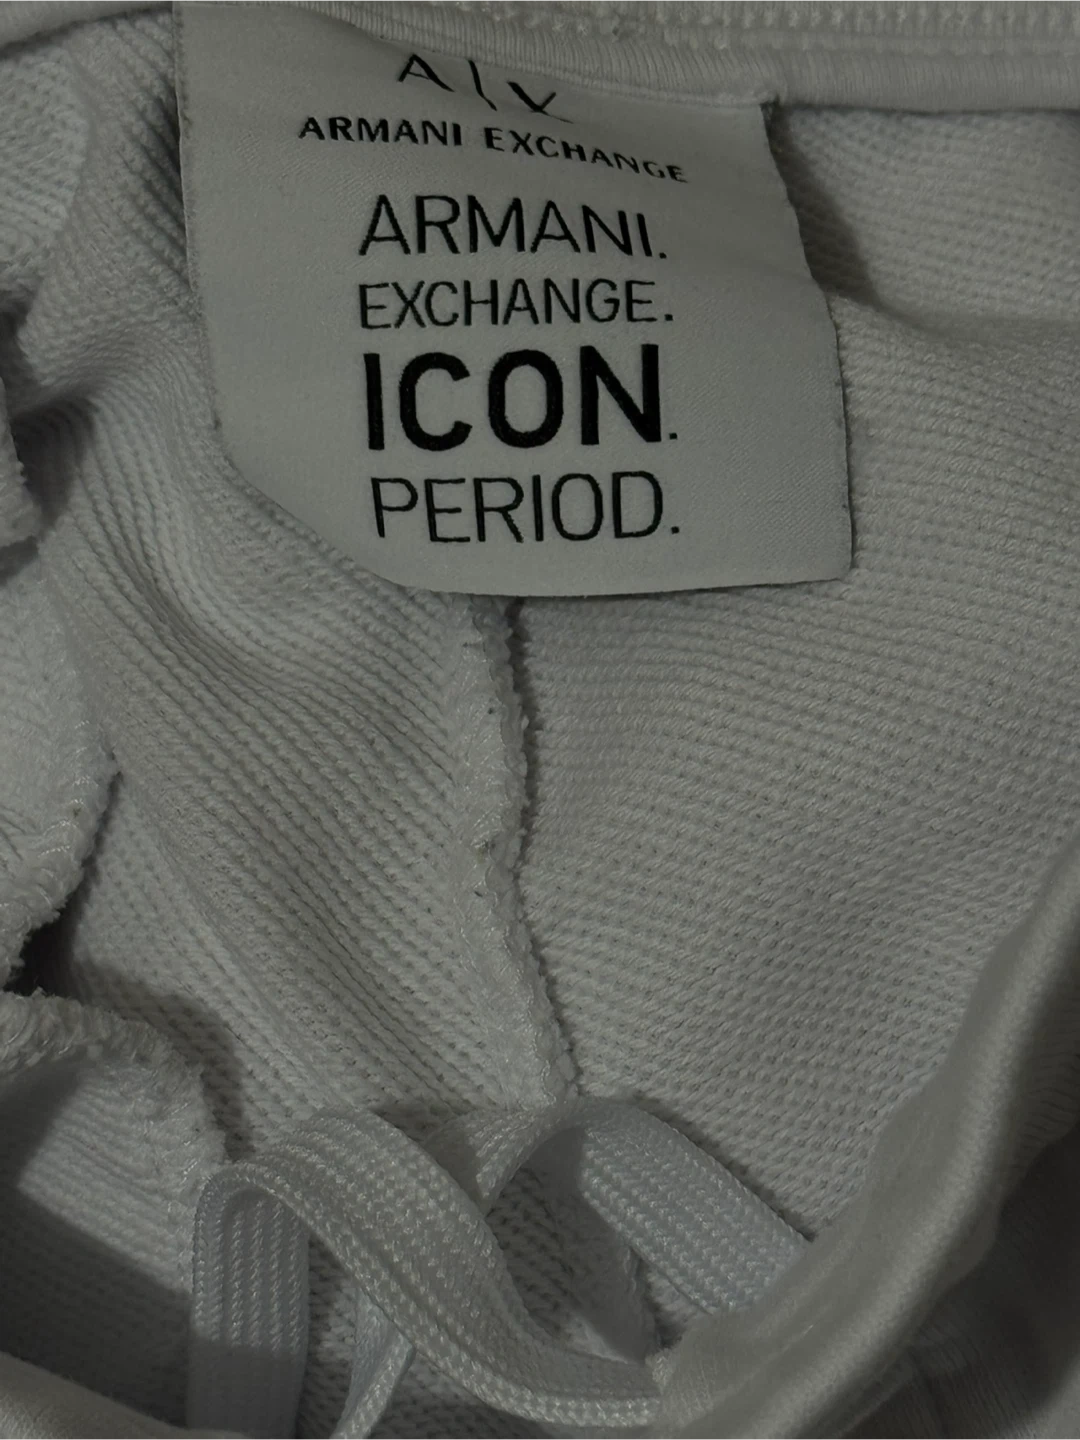 A|X
ARMANI EXCHANGE
ARMANI.
EXCHANGE.
ICON.
PERIOD.